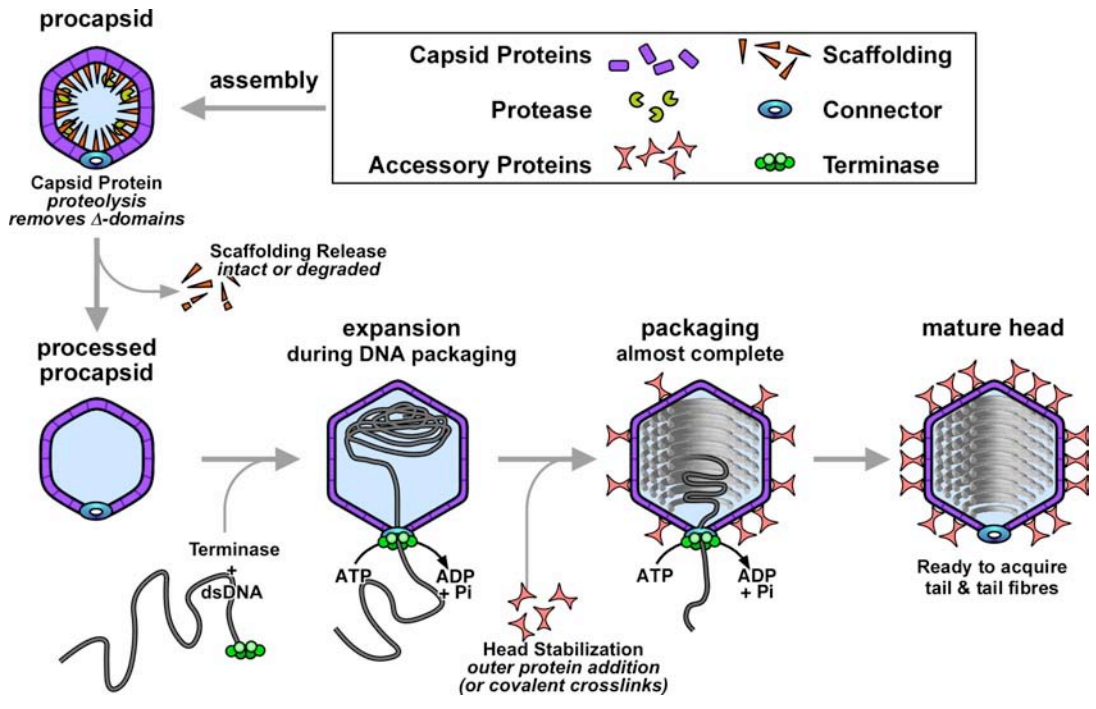 procapsid
assembly
Capsid Proteins
Scaffolding
Protease
Connector
Accessory Proteins
Terminase
Capsid Protein
proteolysis
removes Δ-domains
Scaffolding Release
intact or degraded
processed
procapsid
expansion
during DNA packaging
packaging
almost complete
mature head
Terminase
+
dsDNA
ATP
ADP
+ Pi
Head Stabilization
outer protein addition
(or covalent crosslinks)
ATP
ADP
+ Pi
Ready to acquire
tail & tail fibres